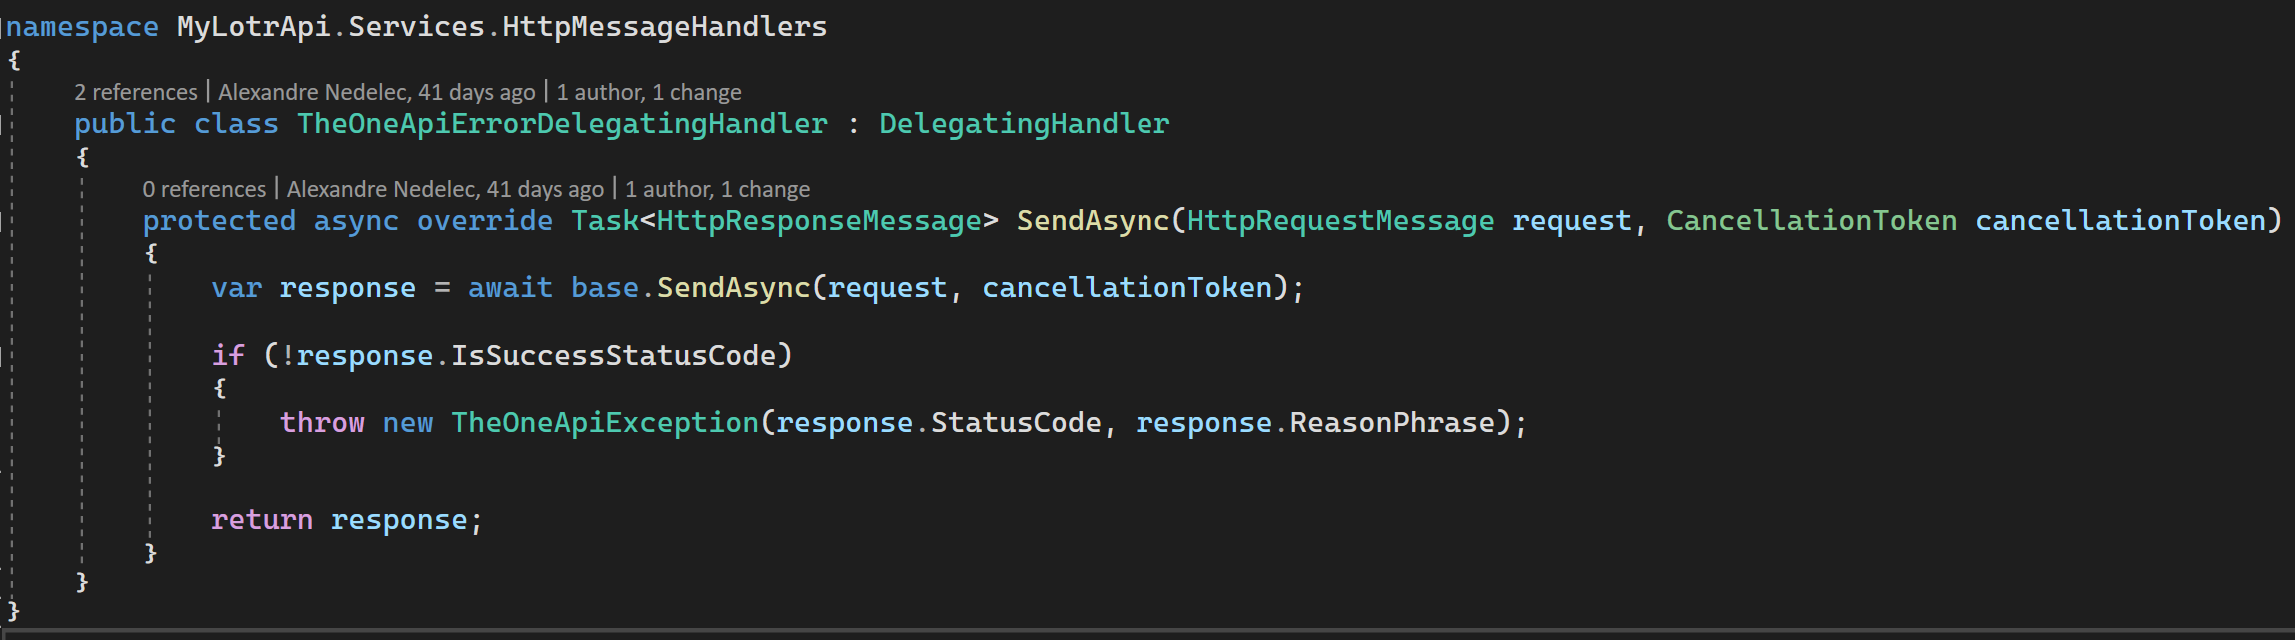 namespace MyLotrApi.Services.HttpMessageHandlers
{
2 references | Alexandre Nedelec, 41 days ago | 1 author, 1 change
public class TheOneApiErrorDelegatingHandler : DelegatingHandler
{
0 references | Alexandre Nedelec, 41 days ago | 1 author, 1 change
protected async override Task<HttpResponseMessage> SendAsync(HttpRequestMessage request, CancellationToken cancellationToken)
{
var response = await base.SendAsync(request, cancellationToken);
if (!response.IsSuccessStatusCode)
{
throw new TheOneApiException(response.StatusCode, response.ReasonPhrase);
}
return response;
}
}
}